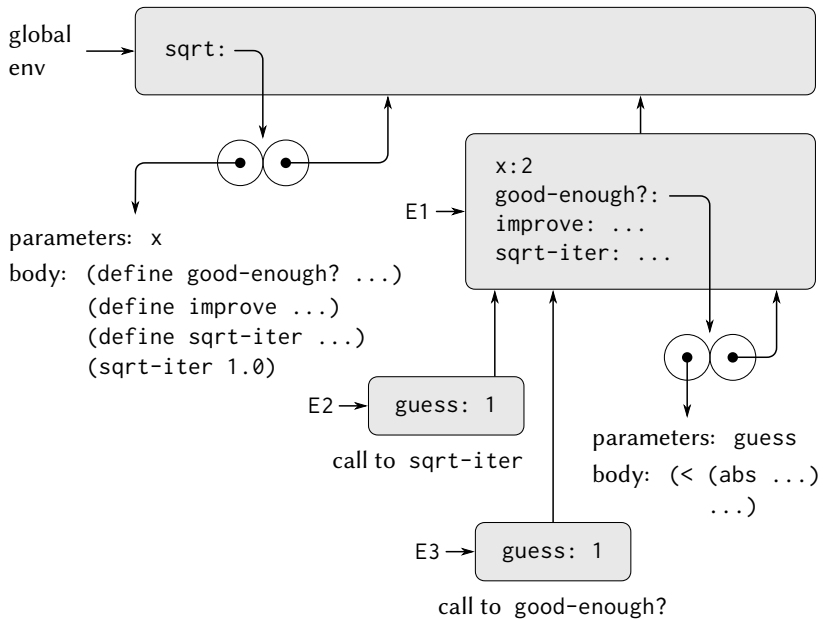 global
env
sqrt:
x:2
good-enough?:
improve: ...
sqrt-iter: ...
E1
parameters: x
body: (define good-enough? ...)
(define improve ...)
(define sqrt-iter ...)
(sqrt-iter 1.0)
E2
guess: 1
call to sqrt-iter
parameters: guess
body: (< (abs ...)
...)
E3
guess: 1
call to good-enough?